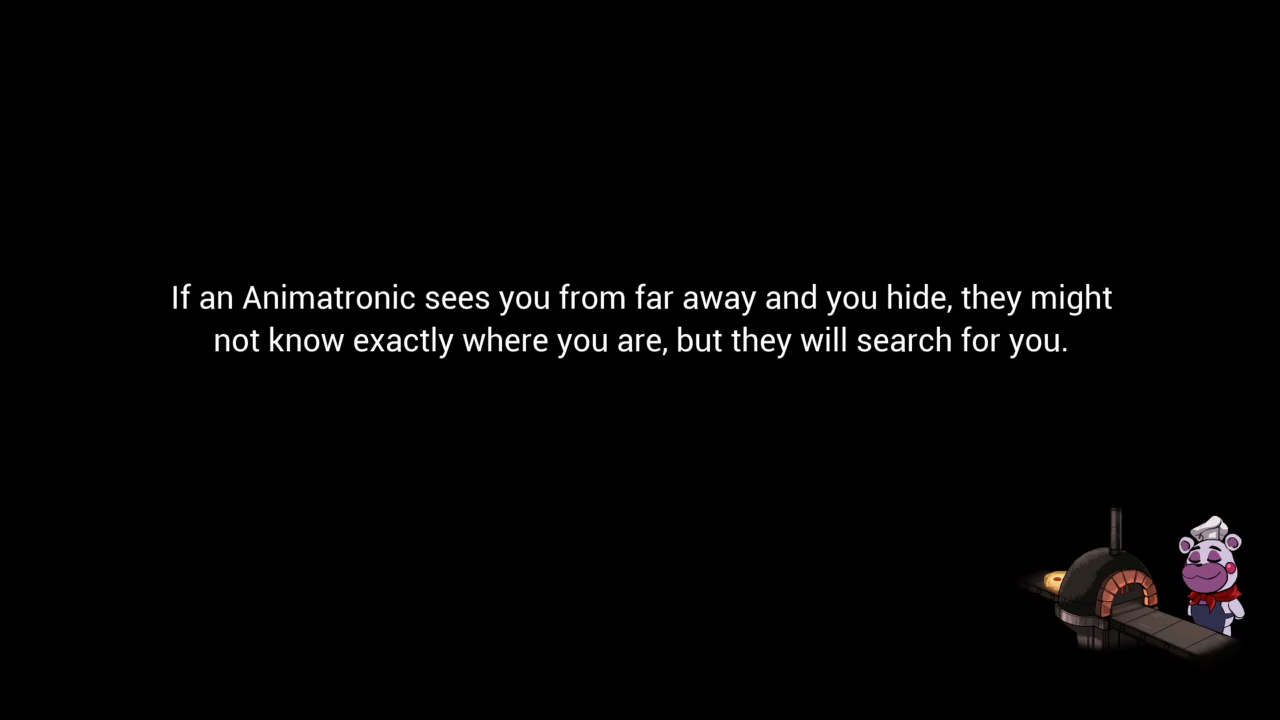 If an Animatronic sees you from far away and you hide, they might
not know exactly where you are, but they will search for you.